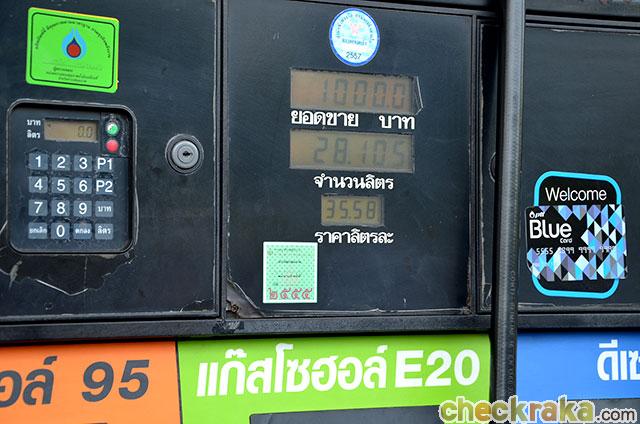 2557
1000.0
ยอดขาย บาท
28.105
จำนวนลิตร
35.58
ราคาลิตรละ
๒๕๕๕
บาท
ลิตร
0.0
1 2 3 P1
4 5 6 P2
7 8 9 บาท
ยกเลิก 0 ตกลง ลิตร
Welcome
ptt
Blue
Card
อล์ 95
แก๊สโซฮอล์ E20
ดีเซ
checkraka.com